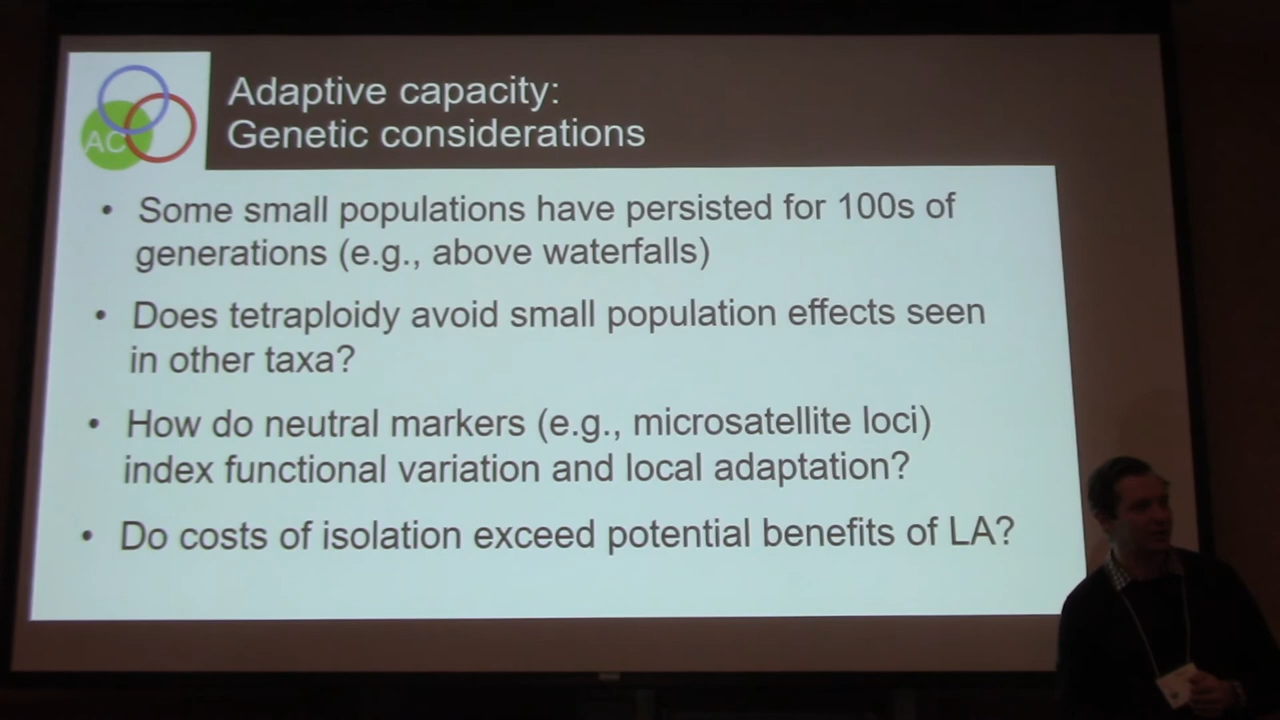 AC
Adaptive capacity:
Genetic considerations
• Some small populations have persisted for 100s of
generations (e.g., above waterfalls)
• Does tetraploidy avoid small population effects seen
in other taxa?
• How do neutral markers (e.g., microsatellite loci)
index functional variation and local adaptation?
• Do costs of isolation exceed potential benefits of LA?